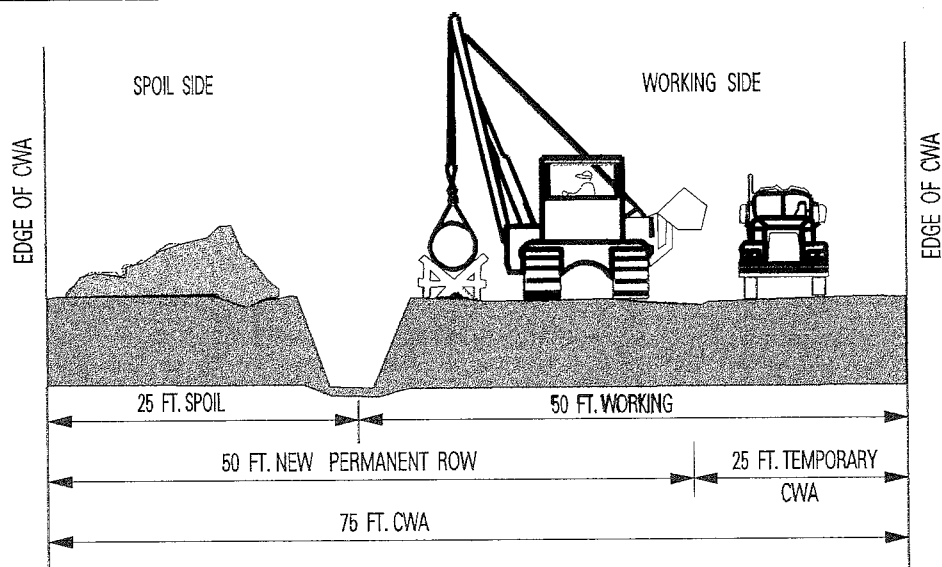 SPOIL SIDE
WORKING SIDE
EDGE OF CWA
EDGE OF CWA
25 FT. SPOIL
50 FT. WORKING
50 FT. NEW PERMANENT ROW
25 FT. TEMPORARY
CWA
75 FT. CWA